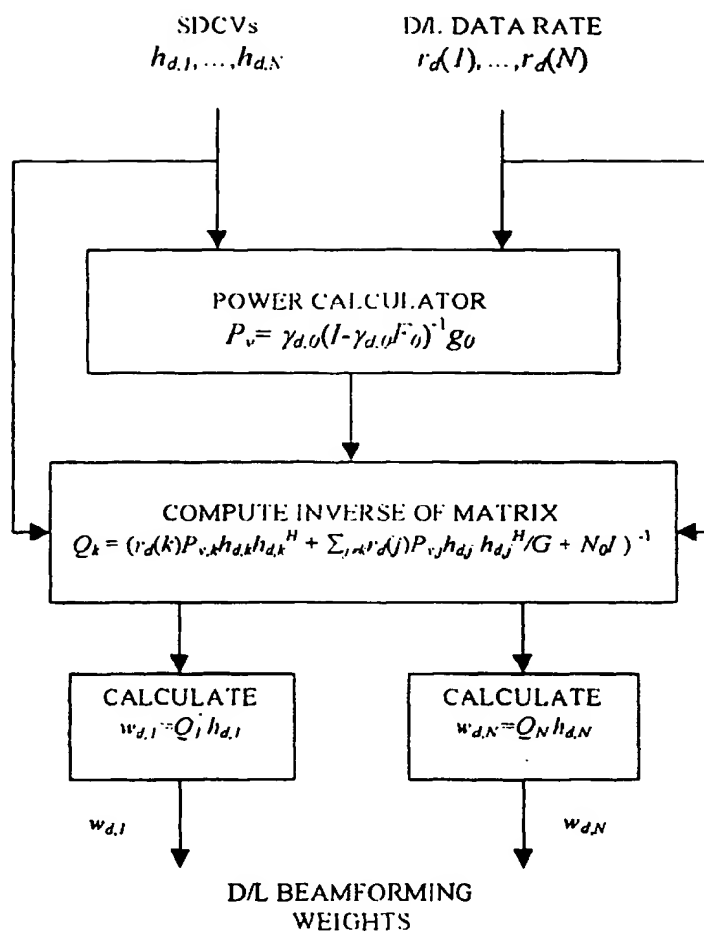 SDCVs
h_{d,1},...,h_{d,N}
D/L DATA RATE
r_d(1),...,r_d(N)
POWER CALCULATOR
P_v= γ_{d,0}(I-γ_{d,0}F_0)^{-1}g_0
COMPUTE INVERSE OF MATRIX
Q_k = (r_d(k)P_{v,k}h_{d,k}h_{d,k}^H + ∑_{j≠k}r_d(j)P_{v,j}h_{d,j} h_{d,j}^H/G + N_0I )^{-1}
CALCULATE
w_{d,1}=Q_1 h_{d,1}
CALCULATE
w_{d,N}=Q_N h_{d,N}
w_{d,1}
w_{d,N}
D/L BEAMFORMING
WEIGHTS